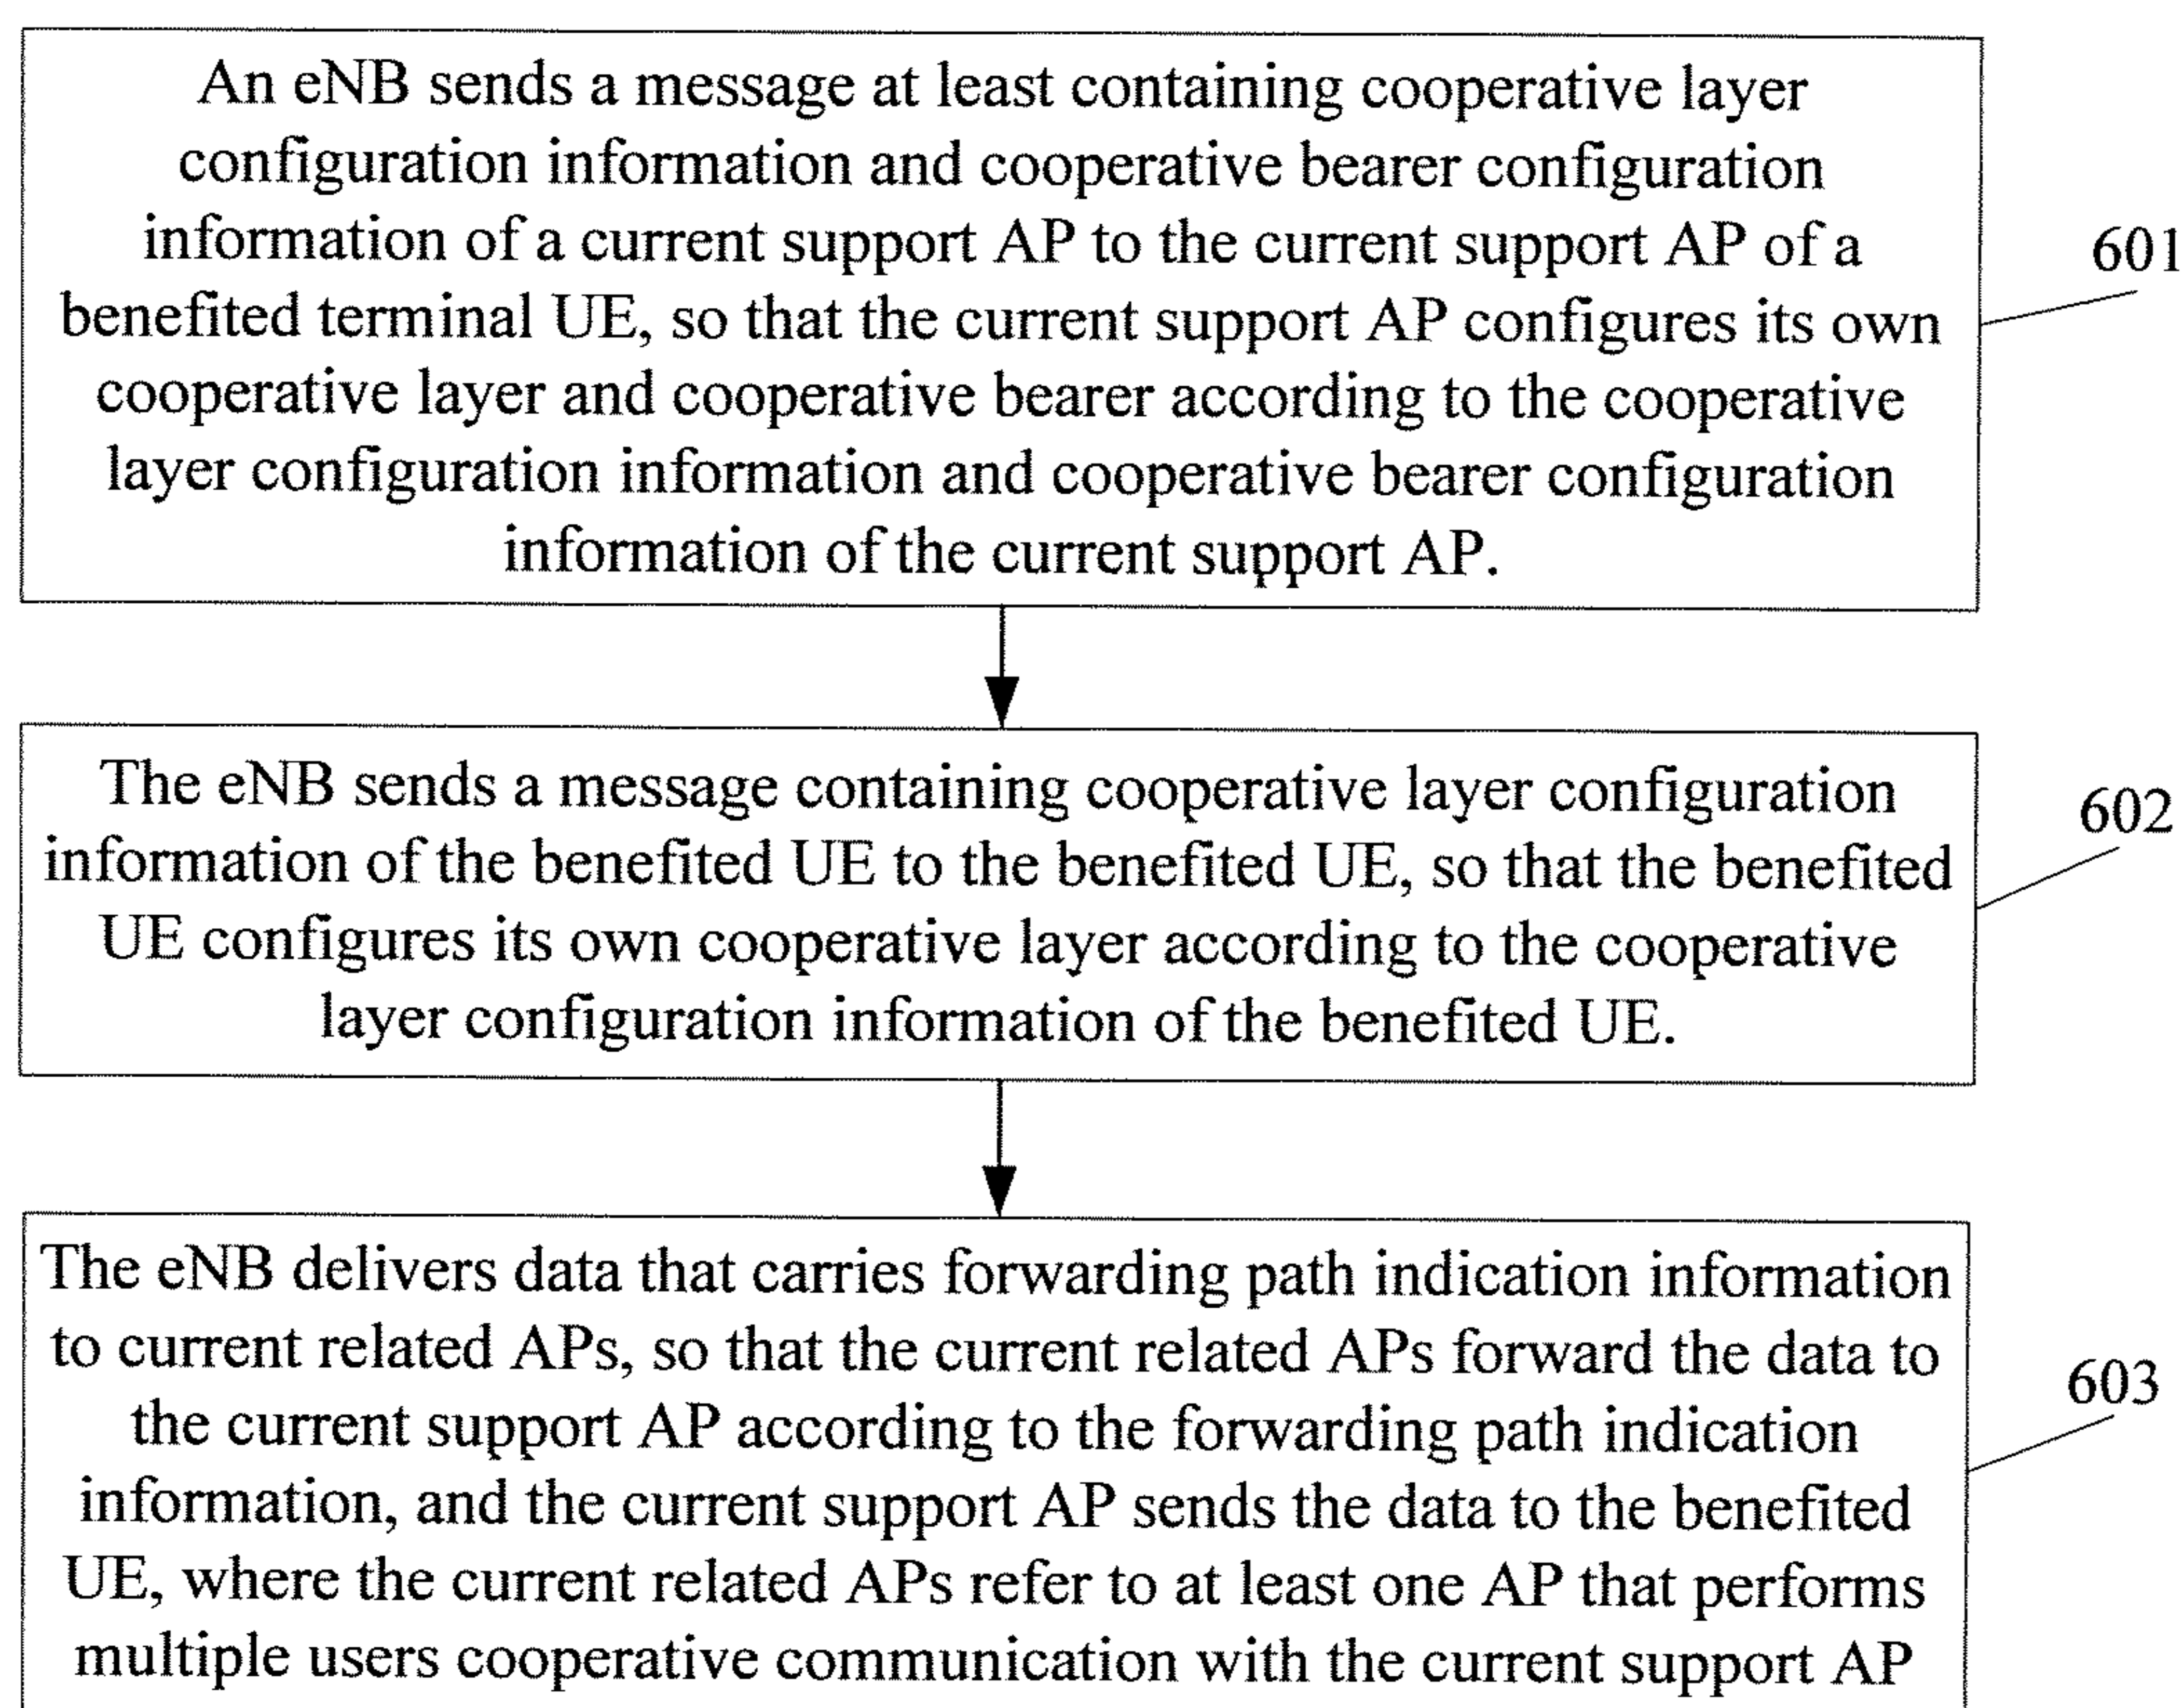 An eNB sends a message at least containing cooperative layer
configuration information and cooperative bearer configuration
information of a current support AP to the current support AP of a
benefited terminal UE, so that the current support AP configures its own
cooperative layer and cooperative bearer according to the cooperative
layer configuration information and cooperative bearer configuration
information of the current support AP.
601
The eNB sends a message containing cooperative layer configuration
information of the benefited UE to the benefited UE, so that the benefited
UE configures its own cooperative layer according to the cooperative
layer configuration information of the benefited UE.
602
The eNB delivers data that carries forwarding path indication information
to current related APs, so that the current related APs forward the data to
the current support AP according to the forwarding path indication
information, and the current support AP sends the data to the benefited
UE, where the current related APs refer to at least one AP that performs
multiple users cooperative communication with the current support AP
603